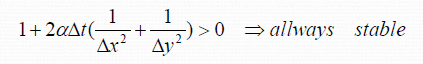 1+2αΔt(1/Δx² + 1/Δy²) > 0 ⇒ allways stable